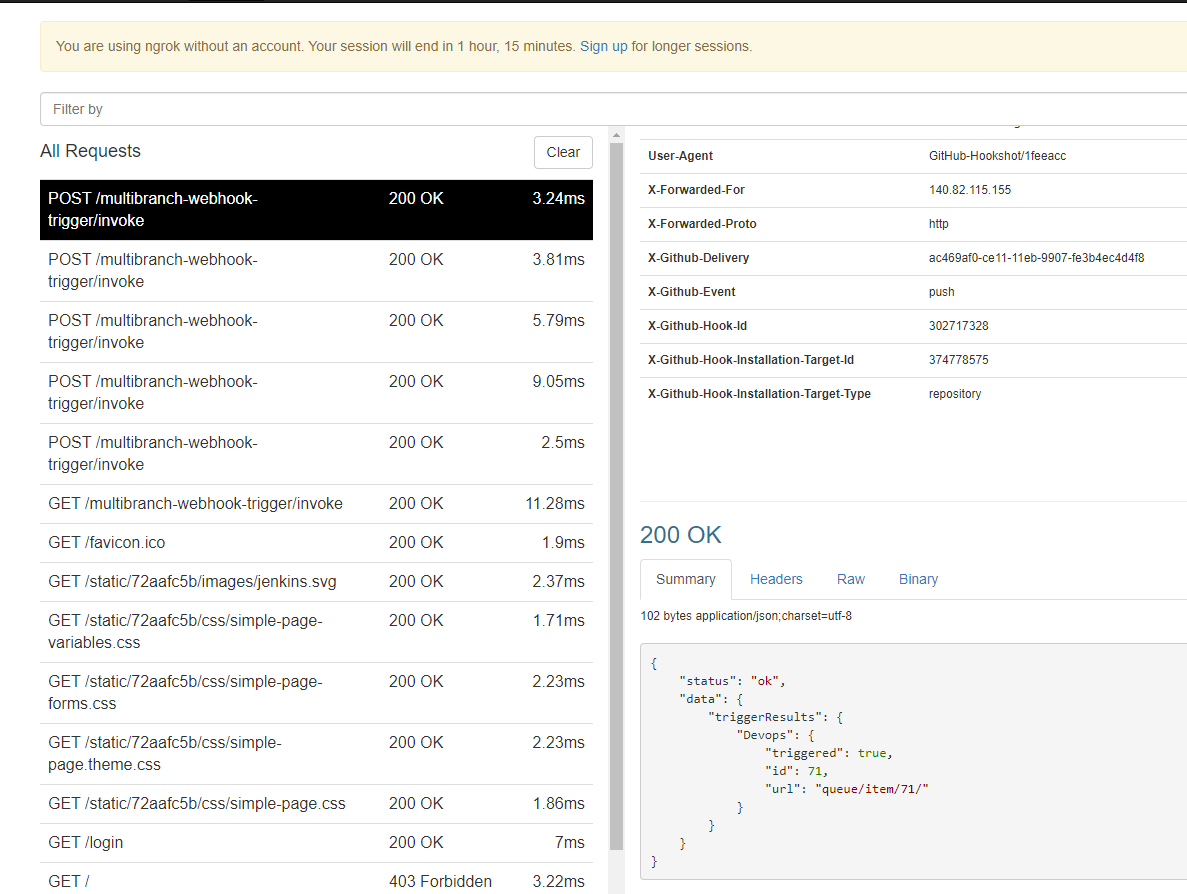 You are using ngrok without an account. Your session will end in 1 hour, 15 minutes. Sign up for longer sessions.
Filter by
All Requests
Clear
POST /multibranch-webhook-
trigger/invoke
200 OK
3.24ms
POST /multibranch-webhook-
trigger/invoke
200 OK
3.81ms
POST /multibranch-webhook-
trigger/invoke
200 OK
5.79ms
POST /multibranch-webhook-
trigger/invoke
200 OK
9.05ms
POST /multibranch-webhook-
trigger/invoke
200 OK
2.5ms
GET /multibranch-webhook-trigger/invoke 200 OK 11.28ms
GET /favicon.ico 200 OK 1.9ms
GET /static/72aafc5b/images/jenkins.svg 200 OK 2.37ms
GET /static/72aafc5b/css/simple-page-
variables.css
200 OK
1.71ms
GET /static/72aafc5b/css/simple-page-
forms.css
200 OK
2.23ms
GET /static/72aafc5b/css/simple-
page.theme.css
200 OK
2.23ms
GET /static/72aafc5b/css/simple-page.css 200 OK 1.86ms
GET /login 200 OK 7ms
GET / 403 Forbidden 3.22ms
User-Agent GitHub-Hookshot/1feeacc
X-Forwarded-For 140.82.115.155
X-Forwarded-Proto http
X-Github-Delivery ac469af0-ce11-11eb-9907-fe3b4ec4d4f8
X-Github-Event push
X-Github-Hook-Id 302717328
X-Github-Hook-Installation-Target-Id 374778575
X-Github-Hook-Installation-Target-Type repository
200 OK
Summary Headers Raw Binary
102 bytes application/json;charset=utf-8
{
"status": "ok",
"data": {
"triggerResults": {
"Devops": {
"triggered": true,
"id": 71,
"url": "queue/item/71/"
}
}
}
}